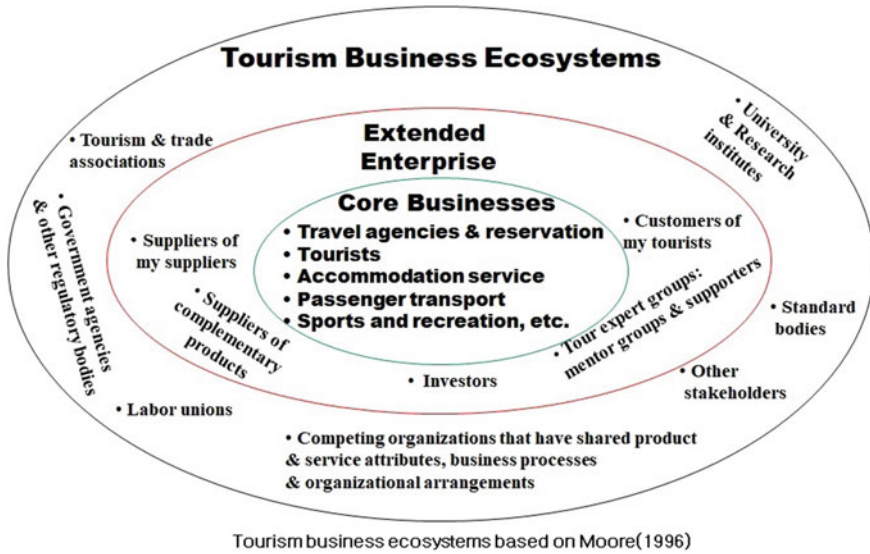 Tourism Business Ecosystems
• University
& Research
institutes
• Tourism & trade
associations
Extended
Enterprise
• Government agencies
& other regulatory bodies
Core Businesses
• Travel agencies & reservation
• Tourists
• Accommodation service
• Passenger transport
• Sports and recreation, etc.
• Suppliers of
my suppliers
• Customers of
my tourists
• Suppliers of
complementary
products
• Tour expert groups:
mentor groups & supporters
• Standard
bodies
• Investors
• Other
stakeholders
• Labor unions
• Competing organizations that have shared product
& service attributes, business processes
& organizational arrangements
Tourism business ecosystems based on Moore(1996)